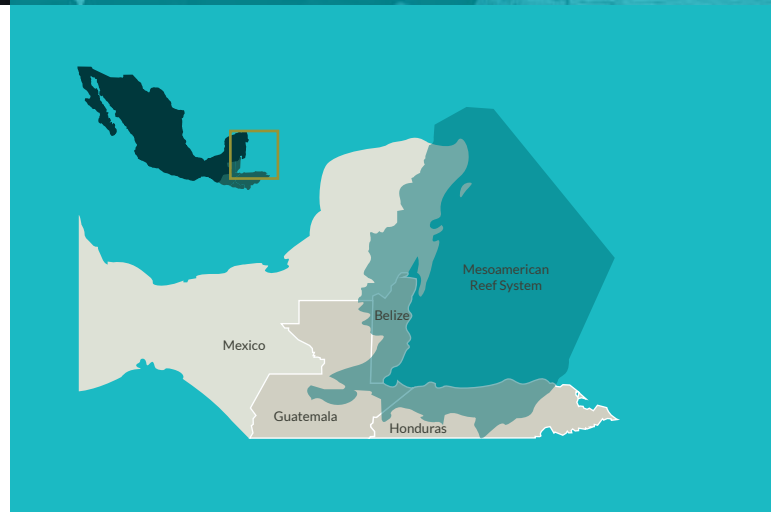 Mesoamerican
Reef System
Belize
Mexico
Guatemala
Honduras